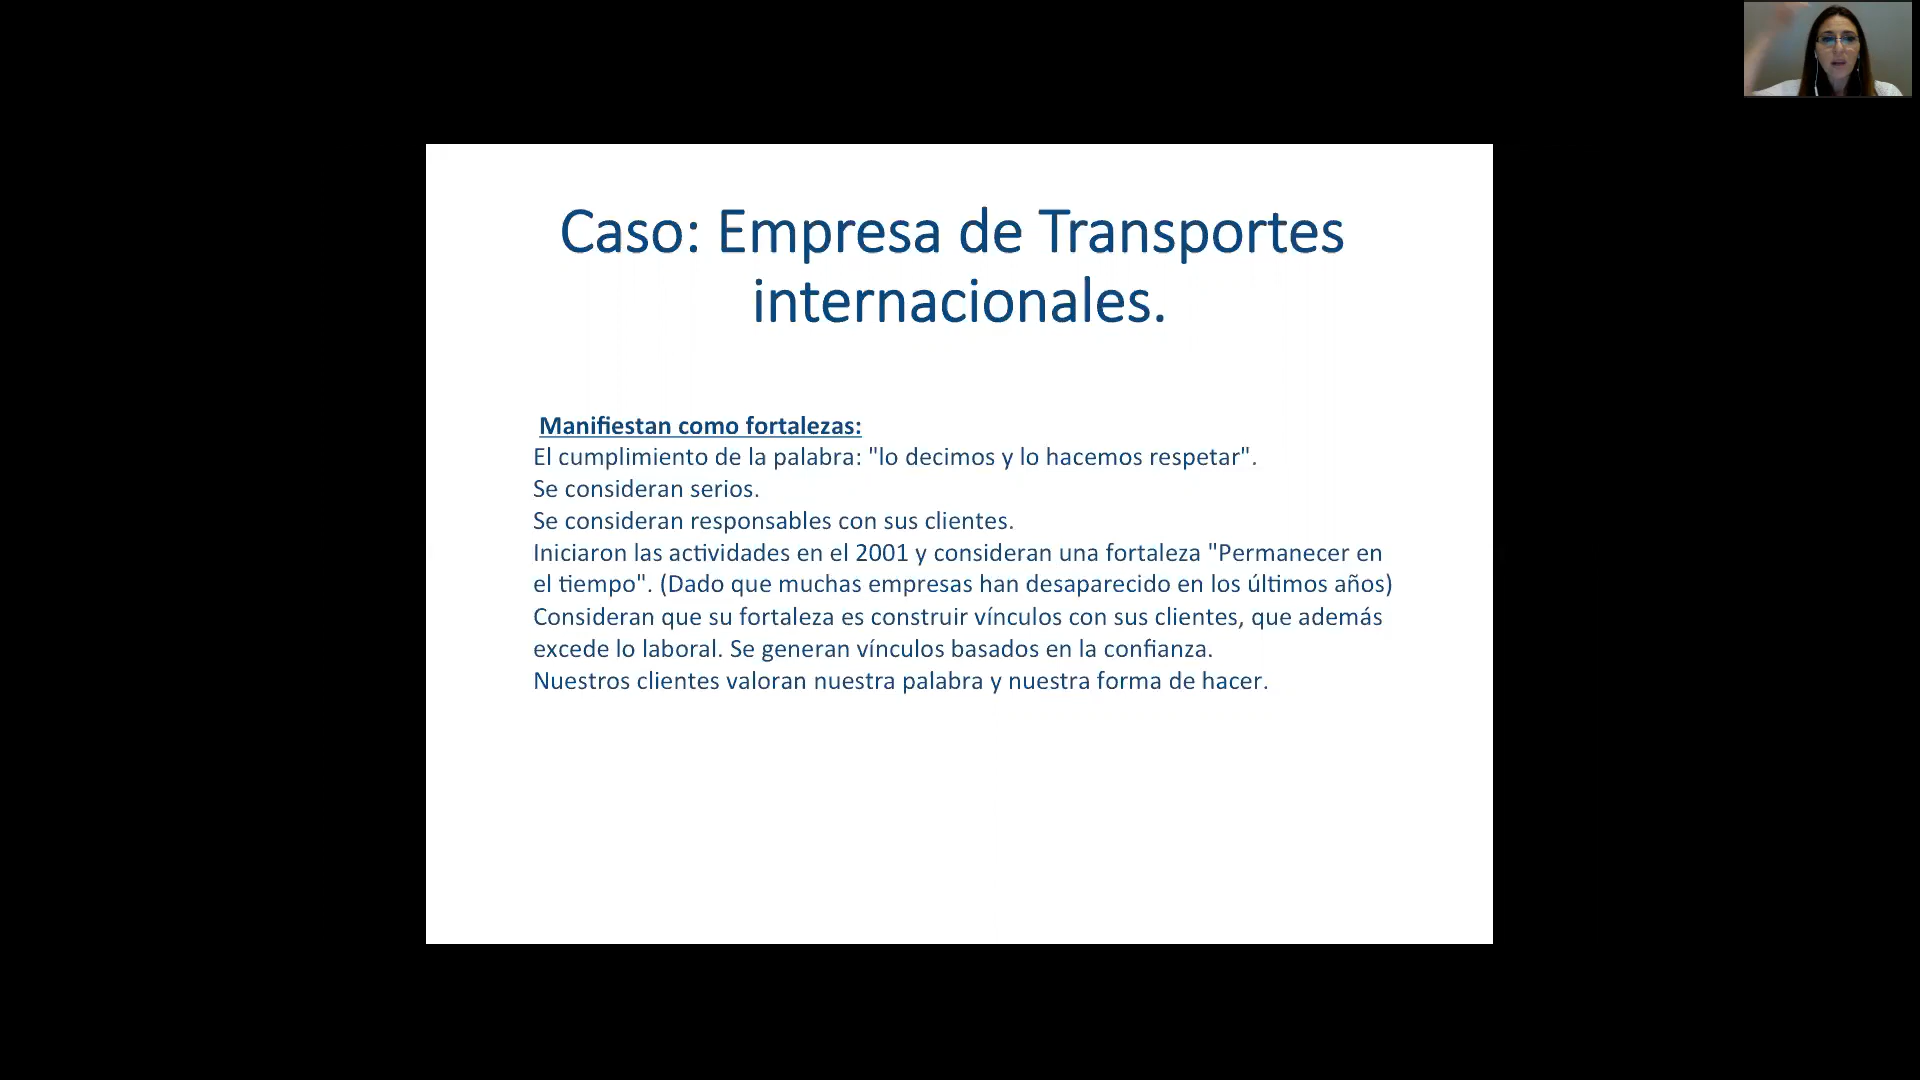 Caso: Empresa de Transportes
internacionales.
Manifiestan como fortalezas:
El cumplimiento de la palabra: "lo decimos y lo hacemos respetar".
Se consideran serios.
Se consideran responsables con sus clientes.
Iniciaron las actividades en el 2001 y consideran una fortaleza "Permanecer en
el tiempo". (Dado que muchas empresas han desaparecido en los últimos años)
Consideran que su fortaleza es construir vínculos con sus clientes, que además
excede lo laboral. Se generan vínculos basados en la confianza.
Nuestros clientes valoran nuestra palabra y nuestra forma de hacer.